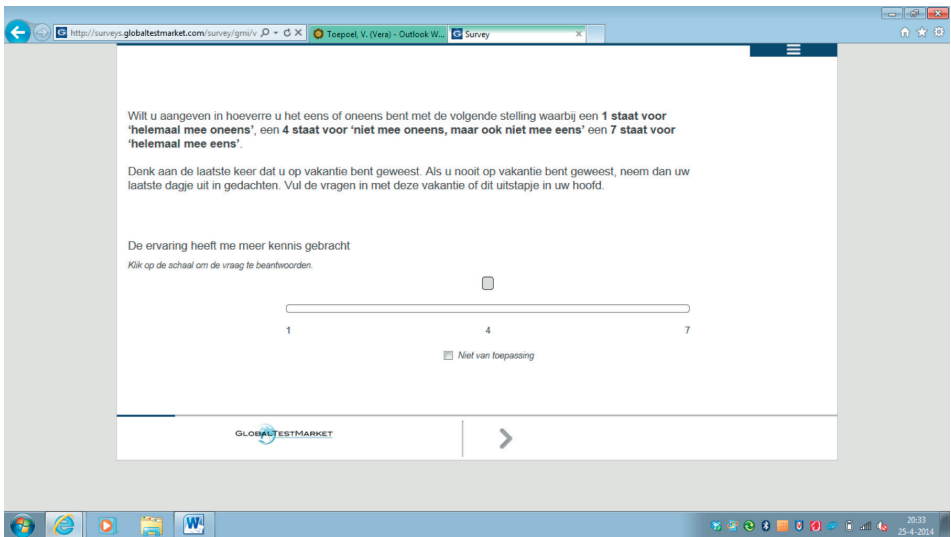 http://surveys.globaltestmarket.com/survey/gmi/v
Toepoel, V. (Vera) - Outlook W...
Survey
Wilt u aangeven in hoeverre u het eens of oneens bent met de volgende stelling waarbij een 1 staat voor
‘helemaal mee oneens’, een 4 staat voor ‘niet mee oneens, maar ook niet mee eens’ een 7 staat voor
‘helemaal mee eens’.
Denk aan de laatste keer dat u op vakantie bent geweest. Als u nooit op vakantie bent geweest, neem dan uw
laatste dagje uit in gedachten. Vul de vragen in met deze vakantie of dit uitstapje in uw hoofd.
De ervaring heeft me meer kennis gebracht
Klik op de schaal om de vraag te beantwoorden.
1 4 7
Niet van toepassing
GLOBALTESTMARKET
20:33
25-4-2014